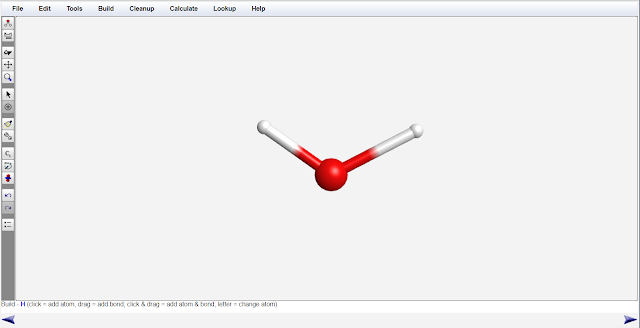 File Edit Tools Build Cleanup Calculate Lookup Help
Build - H (click = add atom, drag = add bond, click & drag = add atom & bond, letter = change atom)